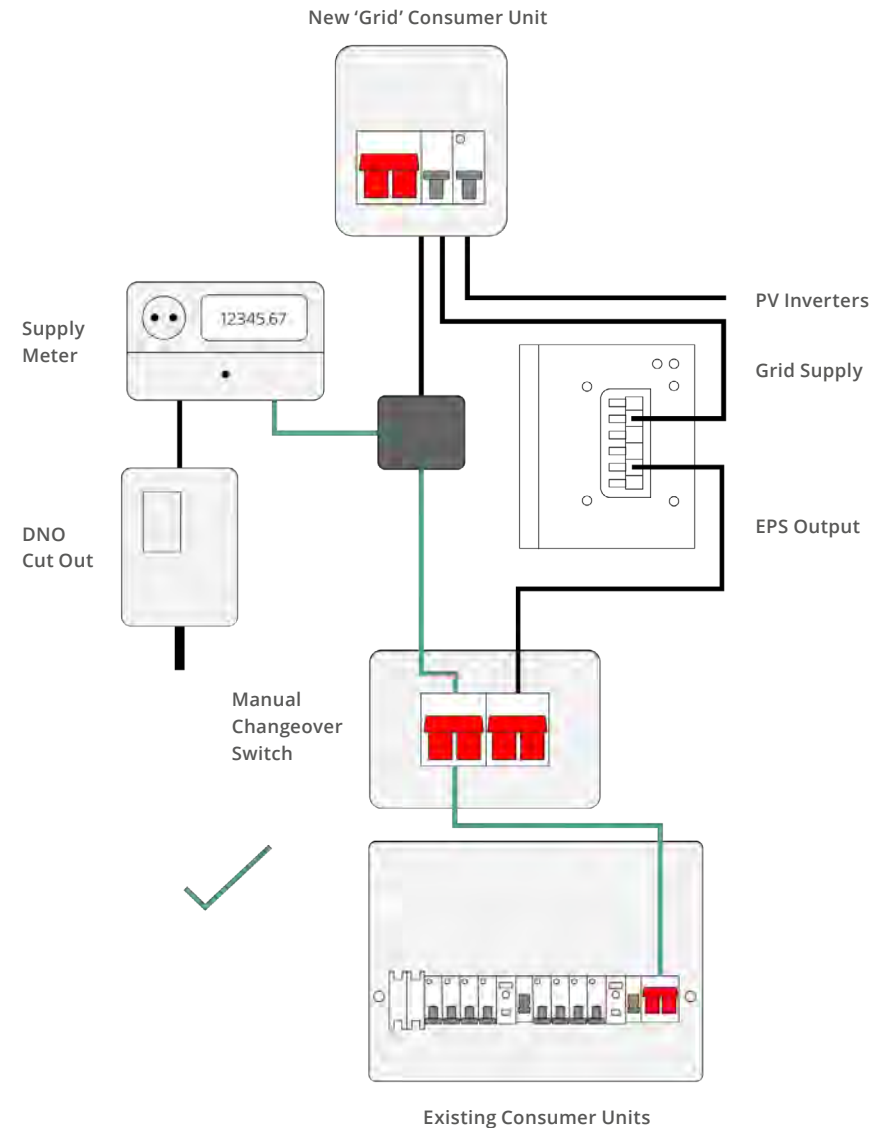 New ‘Grid’ Consumer Unit
12345.67
Supply
Meter
PV Inverters
Grid Supply
DNO
Cut Out
EPS Output
Manual
Changeover
Switch
Existing Consumer Units